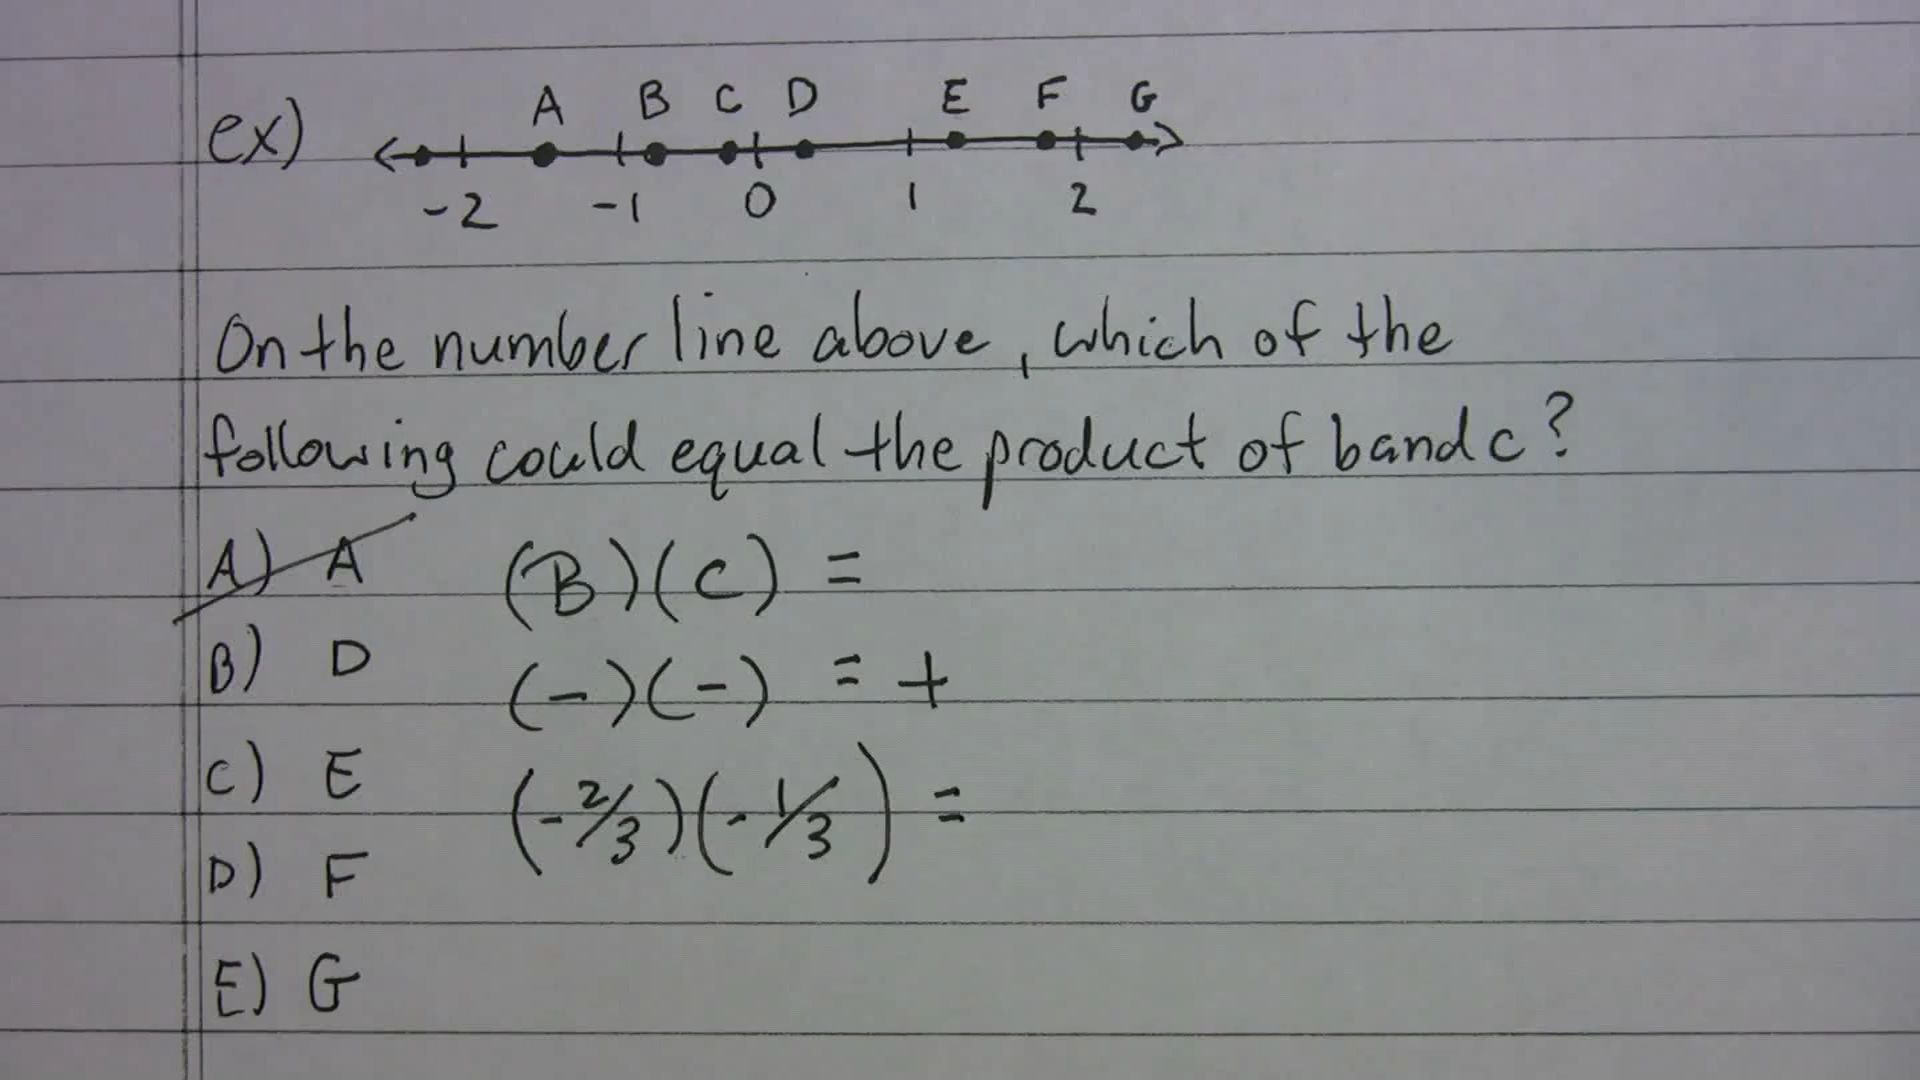 ex) A B C D E F G
-2 -1 0 1 2
On the number line above, which of the
following could equal the product of b and c?
A) A (B)(C) =
B) D (-)(-) = +
C) E (-2/3)(-1/3) =
D) F
E) G